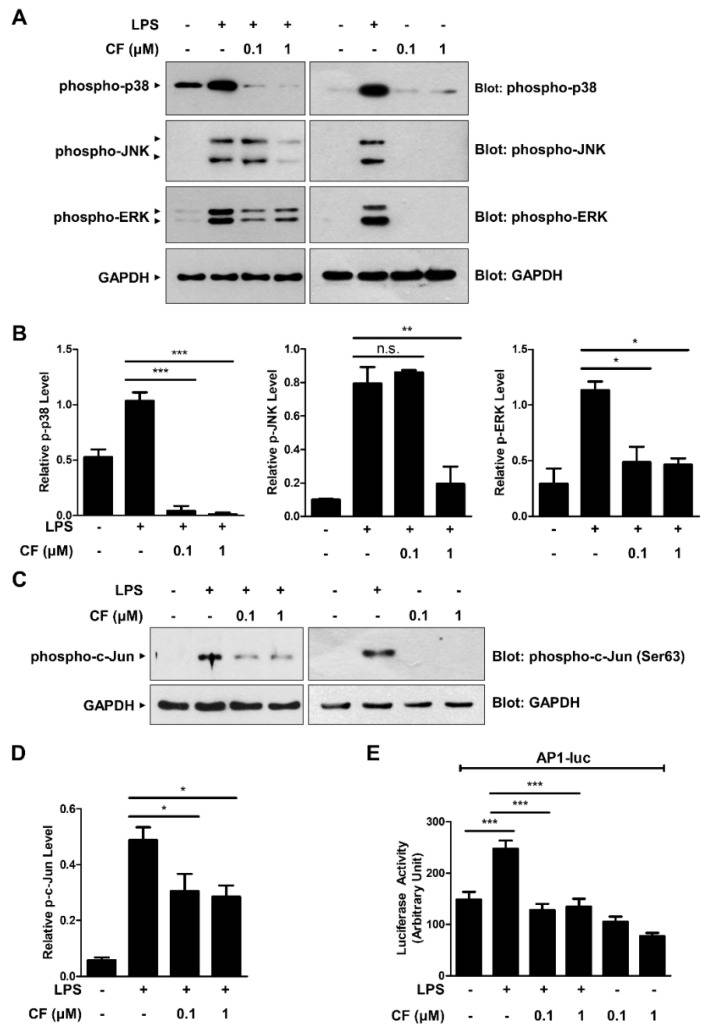 A
LPS - + + + - + - -
CF (μM) - - 0.1 1 - - 0.1 1
phospho-p38 Blot: phospho-p38
phospho-JNK Blot: phospho-JNK
phospho-ERK Blot: phospho-ERK
GAPDH Blot: GAPDH
B
Relative p-p38 Level
1.5
1.0
0.5
0.0
***
***
LPS - + + +
CF (μM) - - 0.1 1
Relative p-JNK Level
1.0
0.8
0.6
0.4
0.2
0.0
**
n.s.
- + + +
- - 0.1 1
Relative p-ERK Level
1.5
1.0
0.5
0.0
*
*
- + + +
- - 0.1 1
C
LPS - + + + - + - -
CF (μM) - - 0.1 1 - - 0.1 1
phospho-c-Jun Blot: phospho-c-Jun (Ser63)
GAPDH Blot: GAPDH
D
Relative p-c-Jun Level
0.6
0.4
0.2
0.0
*
*
LPS - + + +
CF (μM) - - 0.1 1
E
AP1-luc
Luciferase Activity
(Arbitrary Unit)
300
200
100
0
***
***
***
LPS - + + + - -
CF (μM) - - 0.1 1 0.1 1